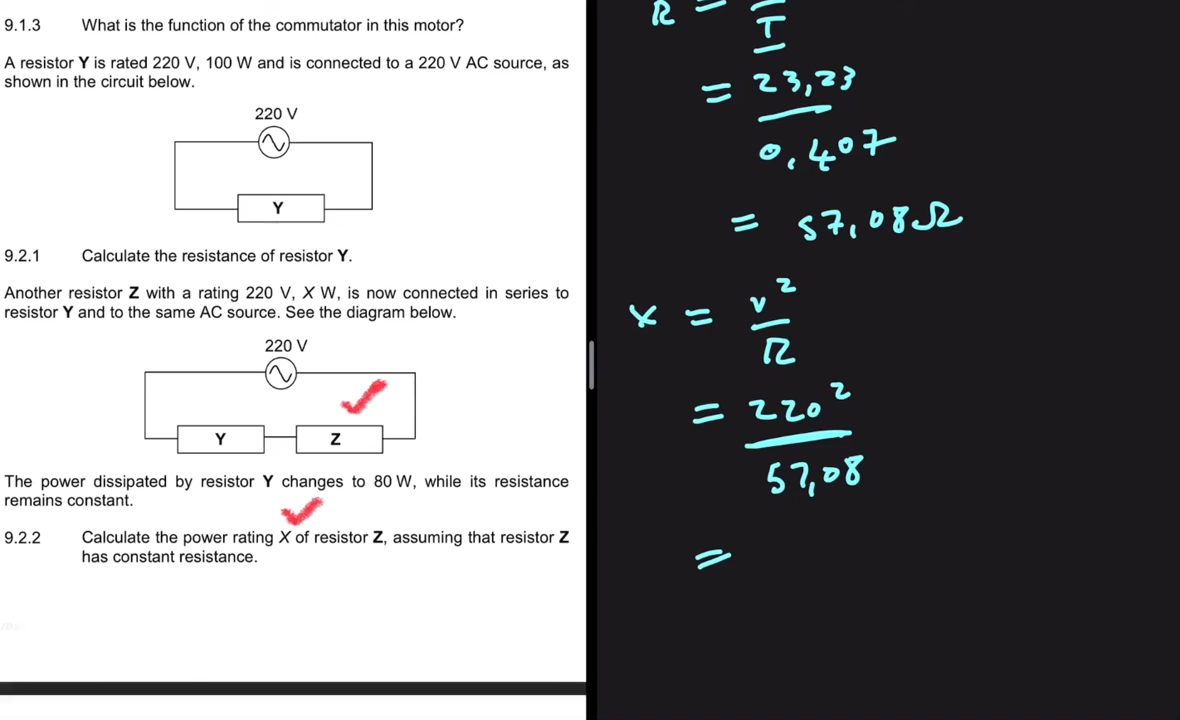 9.1.3 What is the function of the commutator in this motor?
A resistor Y is rated 220 V, 100 W and is connected to a 220 V AC source, as
shown in the circuit below.
220 V
Y
9.2.1 Calculate the resistance of resistor Y.
Another resistor Z with a rating 220 V, X W, is now connected in series to
resistor Y and to the same AC source. See the diagram below.
220 V
Y Z
The power dissipated by resistor Y changes to 80 W, while its resistance
remains constant.
9.2.2 Calculate the power rating X of resistor Z, assuming that resistor Z
has constant resistance.
R =
I
= 23,23
0,407
= 57,08Ω
X = V²
R
= 220²
57,08
=